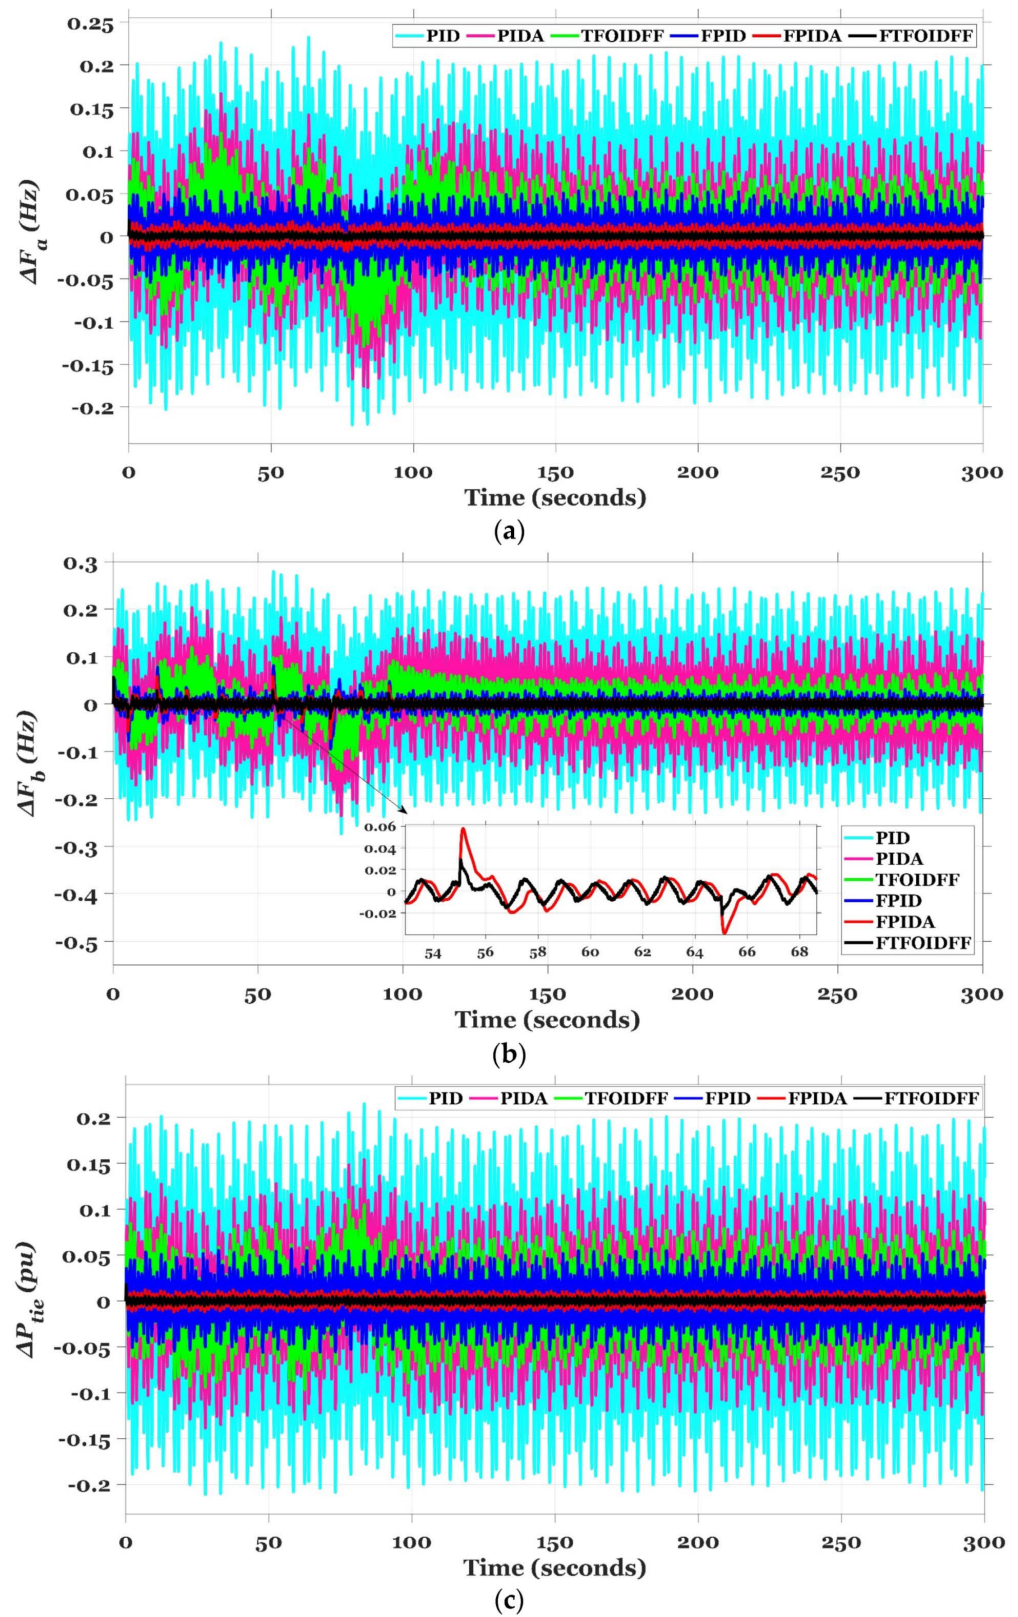 PID PIDA TFOIDFF FPID FPIDA FTFOIDFF
0.25
0.2
0.15
0.1
0.05
0
-0.05
-0.1
-0.15
-0.2
ΔF_a (Hz)
0 50 100 150 200 250 300
Time (seconds)
(a)
0.3
0.2
0.1
0
-0.1
-0.2
-0.3
-0.4
-0.5
ΔF_b (Hz)
0.06
0.04
0.02
0
-0.02
54 56 58 60 62 64 66 68
PID
PIDA
TFOIDFF
FPID
FPIDA
FTFOIDFF
0 50 100 150 200 250 300
Time (seconds)
(b)
PID PIDA TFOIDFF FPID FPIDA FTFOIDFF
0.2
0.15
0.1
0.05
0
-0.05
-0.1
-0.15
-0.2
ΔP_tie (pu)
0 50 100 150 200 250 300
Time (seconds)
(c)